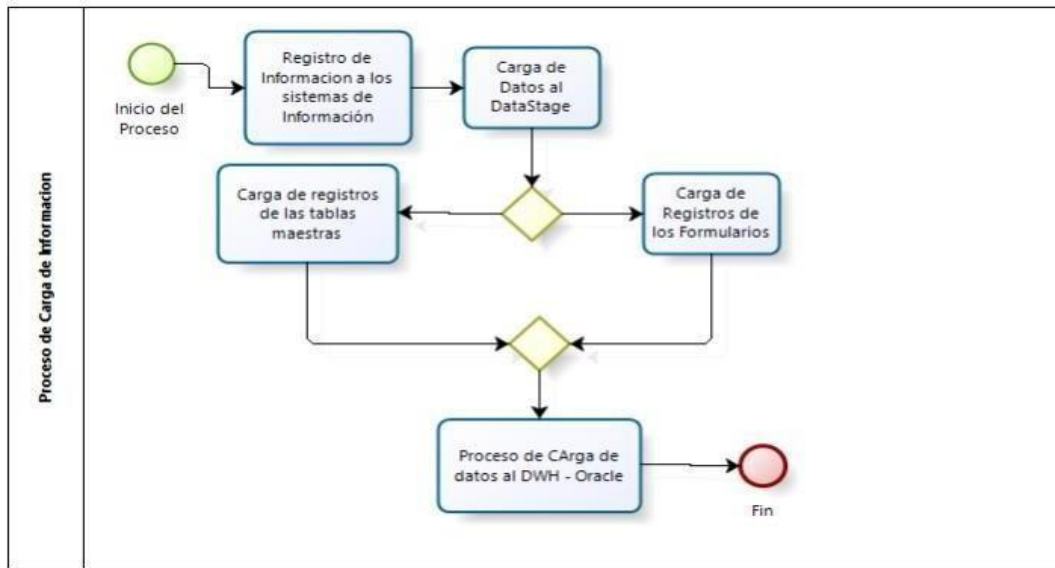 Proceso de Carga de Informacion
Inicio del
Proceso
Registro de
Informacion a los
sistemas de
Información
Carga de
Datos al
DataStage
Carga de registros
de las tablas
maestras
Carga de
Registros de
los Formularios
Proceso de CArga de
datos al DWH - Oracle
Fin